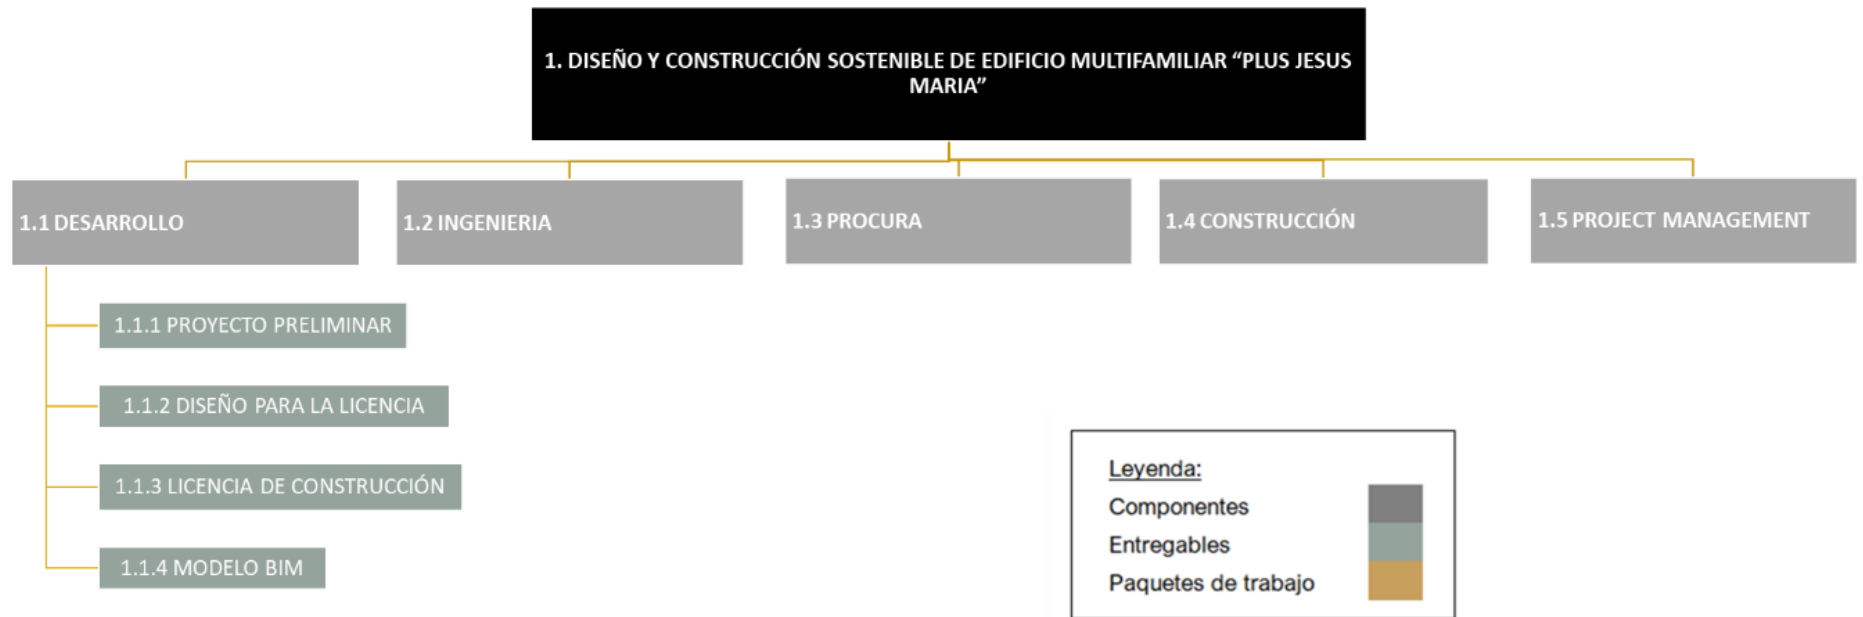 1. DISEÑO Y CONSTRUCCIÓN SOSTENIBLE DE EDIFICIO MULTIFAMILIAR “PLUS JESUS
MARIA”
1.1 DESARROLLO
1.2 INGENIERIA
1.3 PROCURA
1.4 CONSTRUCCIÓN
1.5 PROJECT MANAGEMENT
1.1.1 PROYECTO PRELIMINAR
1.1.2 DISEÑO PARA LA LICENCIA
1.1.3 LICENCIA DE CONSTRUCCIÓN
1.1.4 MODELO BIM
Leyenda:
Componentes
Entregables
Paquetes de trabajo